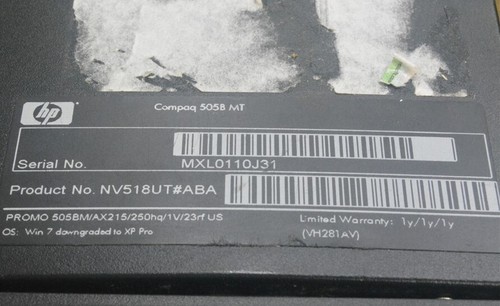 hp
Compaq 505B MT
Serial No.
MXL0110J31
Product No. NV518UT#ABA
PROMO 505BM/AX215/250hq/1V/23rf US
Limited Warranty: 1y/1y/1y
OS: Win 7 downgraded to XP Pro
(VH281AV)